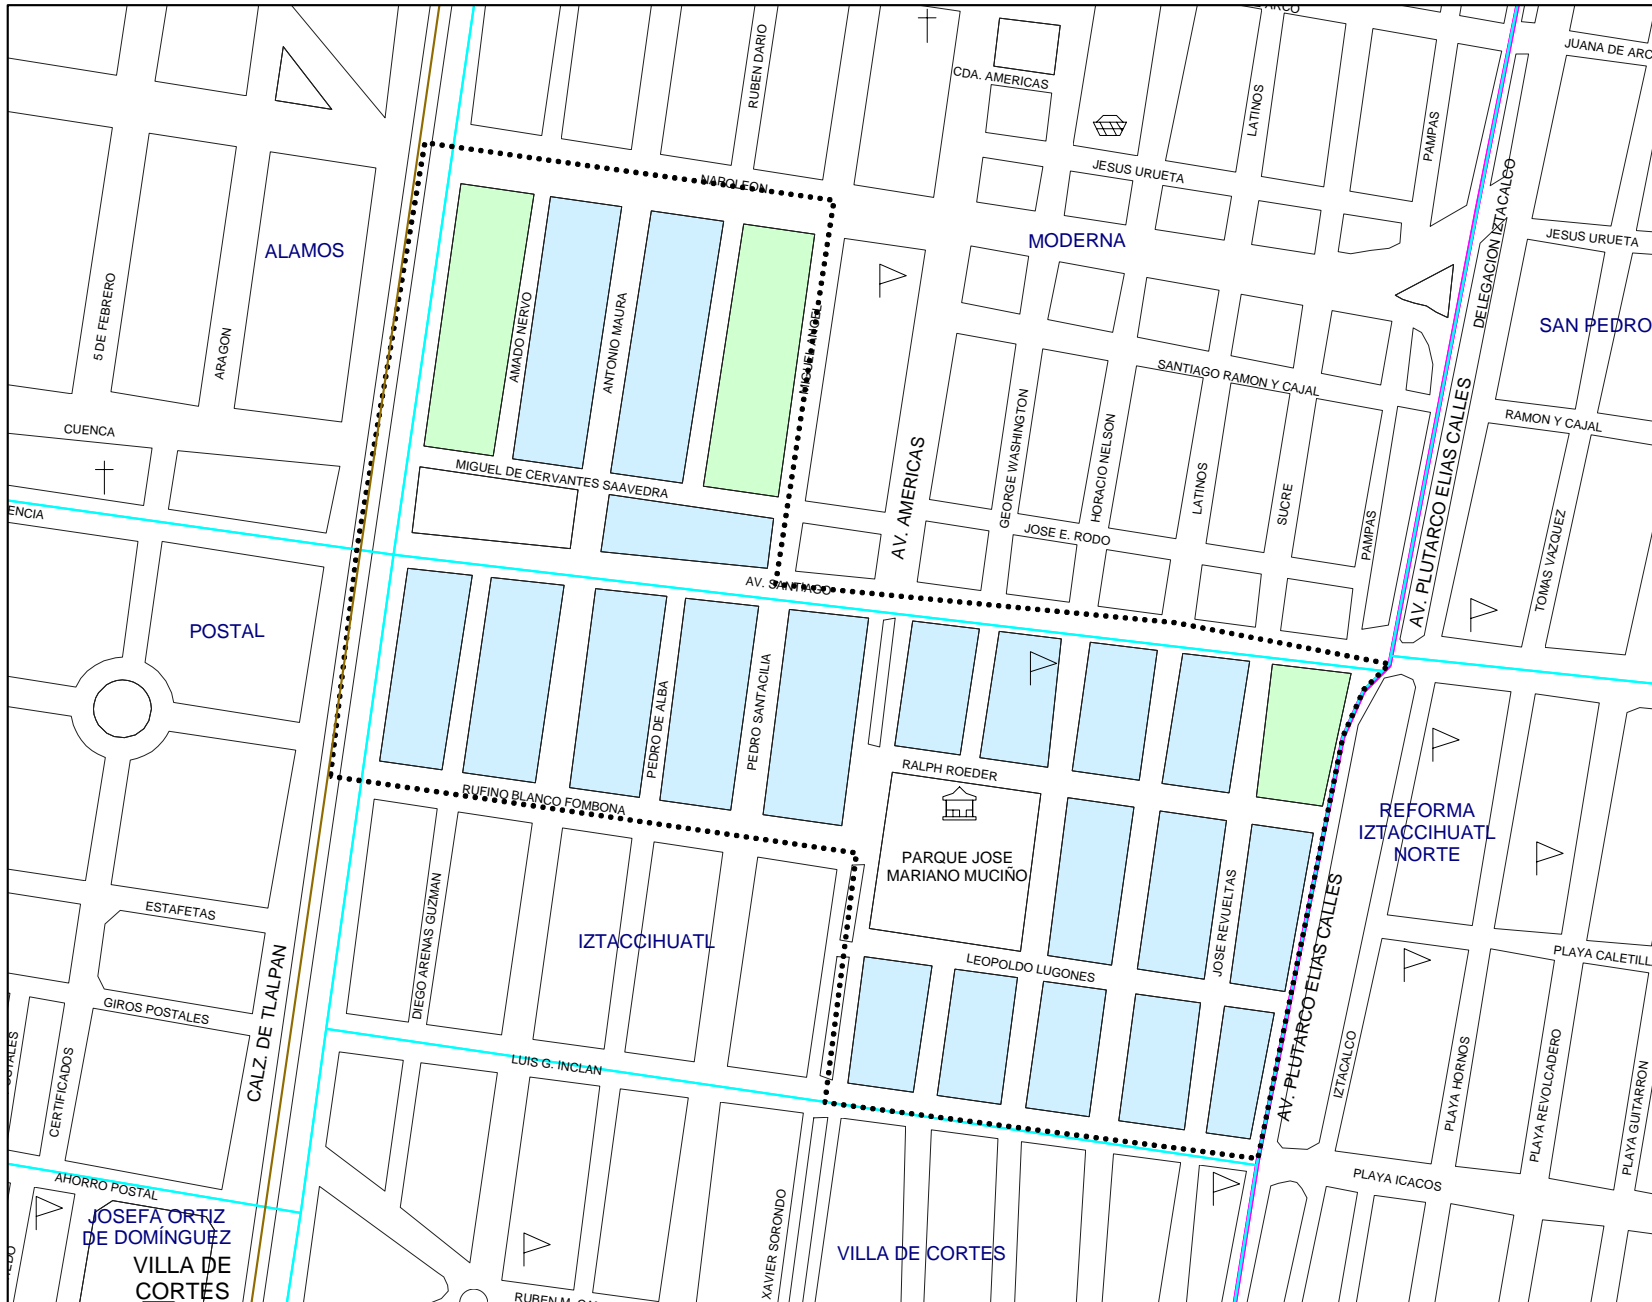 ARCO
JUANA DE ARC
RUBEN DARIO
CDA. AMERICAS
LATINOS
PAMPAS
JESUS URUETA
NAPOLEON
DELEGACION IZTACALCO
MODERNA
JESUS URUETA
ALAMOS
5 DE FEBRERO
ARAGON
AMADO NERVO
ANTONIO MAURA
MIGUEL ANGEL
SAN PEDRO
SANTIAGO RAMON Y CAJAL
RAMON Y CAJAL
CUENCA
MIGUEL DE CERVANTES SAAVEDRA
AV. AMERICAS
GEORGE WASHINGTON
HORACIO NELSON
LATINOS
SUCRE
PAMPAS
AV. PLUTARCO ELIAS CALLES
TOMAS VAZQUEZ
ENCIA
JOSE E. RODO
AV. SANTIAGO
POSTAL
PEDRO DE ALBA
PEDRO SANTACILIA
RALPH ROEDER
RUFINO BLANCO FOMBONA
REFORMA
IZTACCIHUATL
NORTE
PARQUE JOSE
MARIANO MUCIÑO
ESTAFETAS
DIEGO ARENAS GUZMAN
IZTACCIHUATL
JOSE REVUELTAS
LEOPOLDO LUGONES
AV. PLUTARCO ELIAS CALLES
PLAYA CALETILL
CALZ. DE TLALPAN
GIROS POSTALES
CERTIFICADOS
LUIS G. INCLAN
IZTACALCO
PLAYA HORNOS
PLAYA REVOLCADERO
PLAYA GUITARRON
AHORRO POSTAL
PLAYA ICACOS
JOSEFA ORTIZ
DE DOMÍNGUEZ
VILLA DE
CORTES
XAVIER SORONDO
VILLA DE CORTES